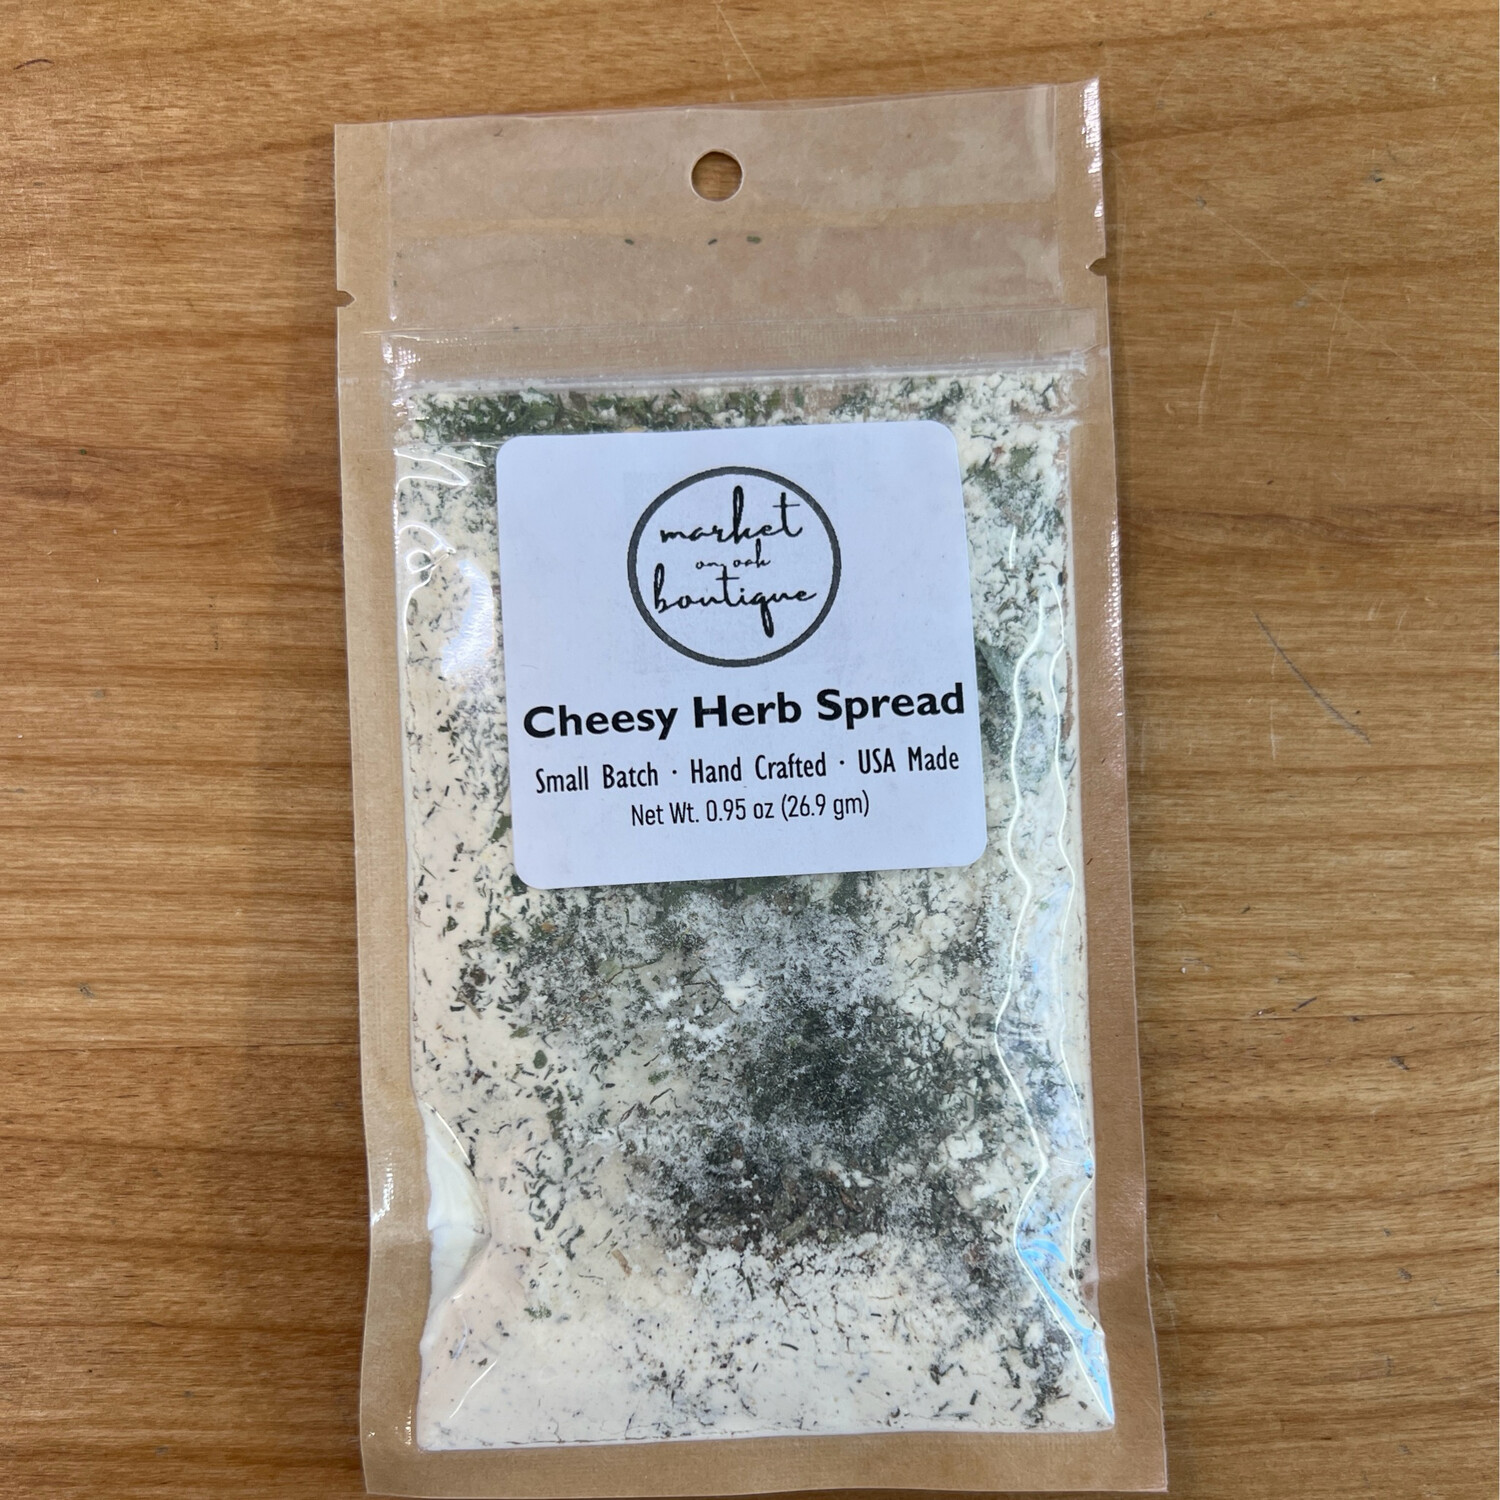 market
on oak
boutique
Cheesy Herb Spread
Small Batch · Hand Crafted · USA Made
Net Wt. 0.95 oz (26.9 gm)